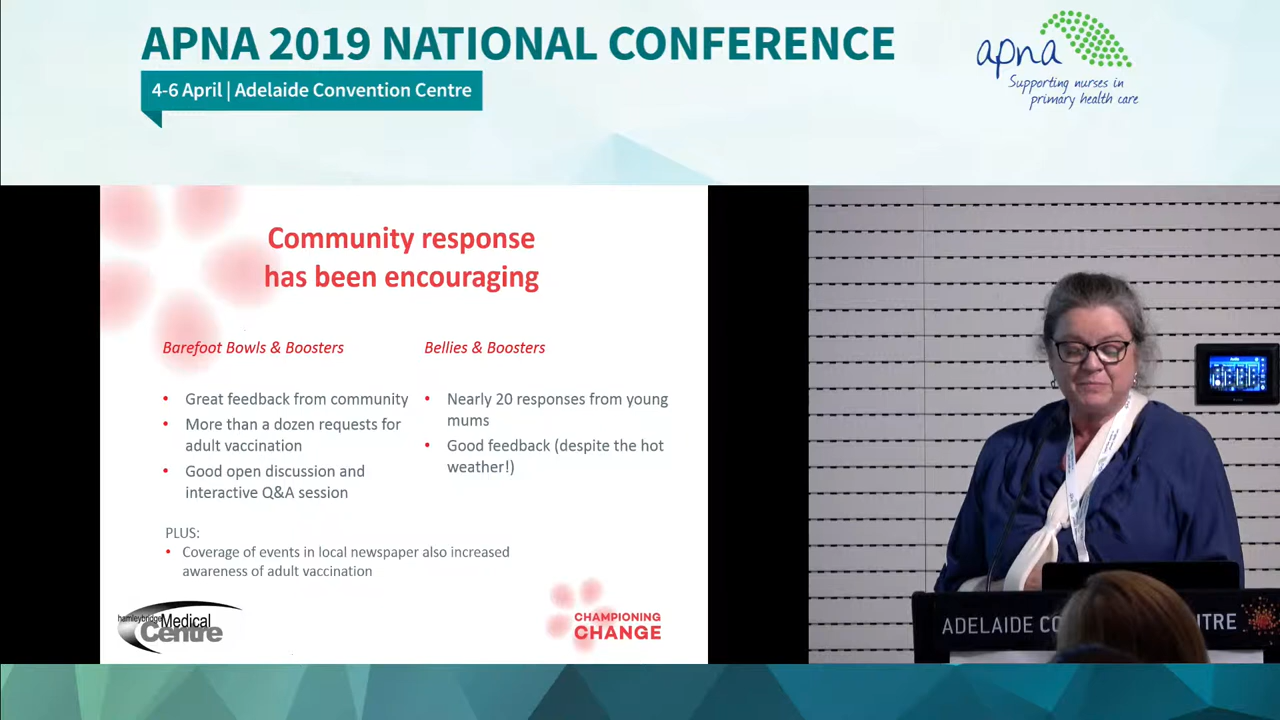 APNA 2019 NATIONAL CONFERENCE
4-6 April | Adelaide Convention Centre
apna
Supporting nurses in
primary health care
Community response
has been encouraging
Barefoot Bowls & Boosters
• Great feedback from community
• More than a dozen requests for
adult vaccination
• Good open discussion and
interactive Q&A session
Bellies & Boosters
• Nearly 20 responses from young
mums
• Good feedback (despite the hot
weather!)
PLUS:
• Coverage of events in local newspaper also increased
awareness of adult vaccination
hamleybridge Medical
Centre
CHAMPIONING
CHANGE
ADELAIDE CO TRE